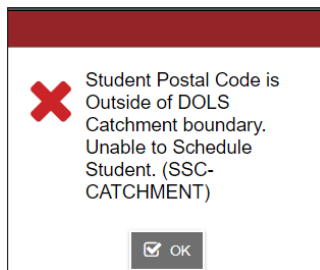 Student Postal Code is
Outside of DOLS
Catchment boundary.
Unable to Schedule
Student. (SSC-
CATCHMENT)
OK